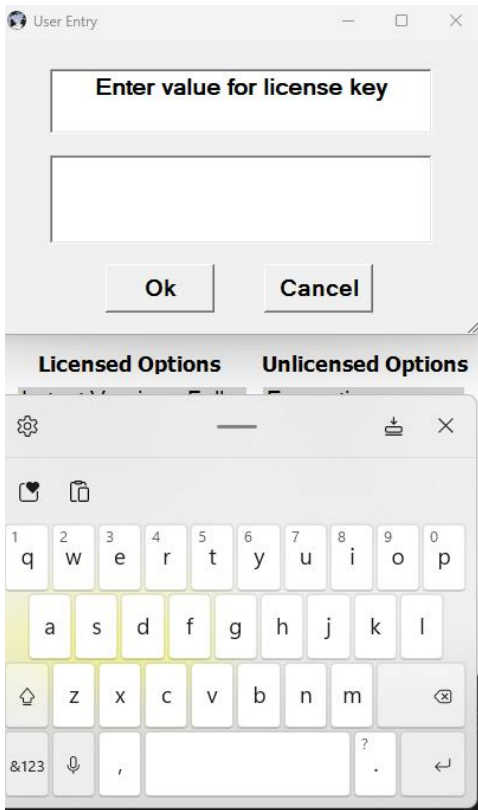 User Entry
Enter value for license key
Ok Cancel
Licensed Options Unlicensed Options
1 2 3 4 5 6 7 8 9 0
q w e r t y u i o p
a s d f g h j k l
z x c v b n m
?
&123 , .